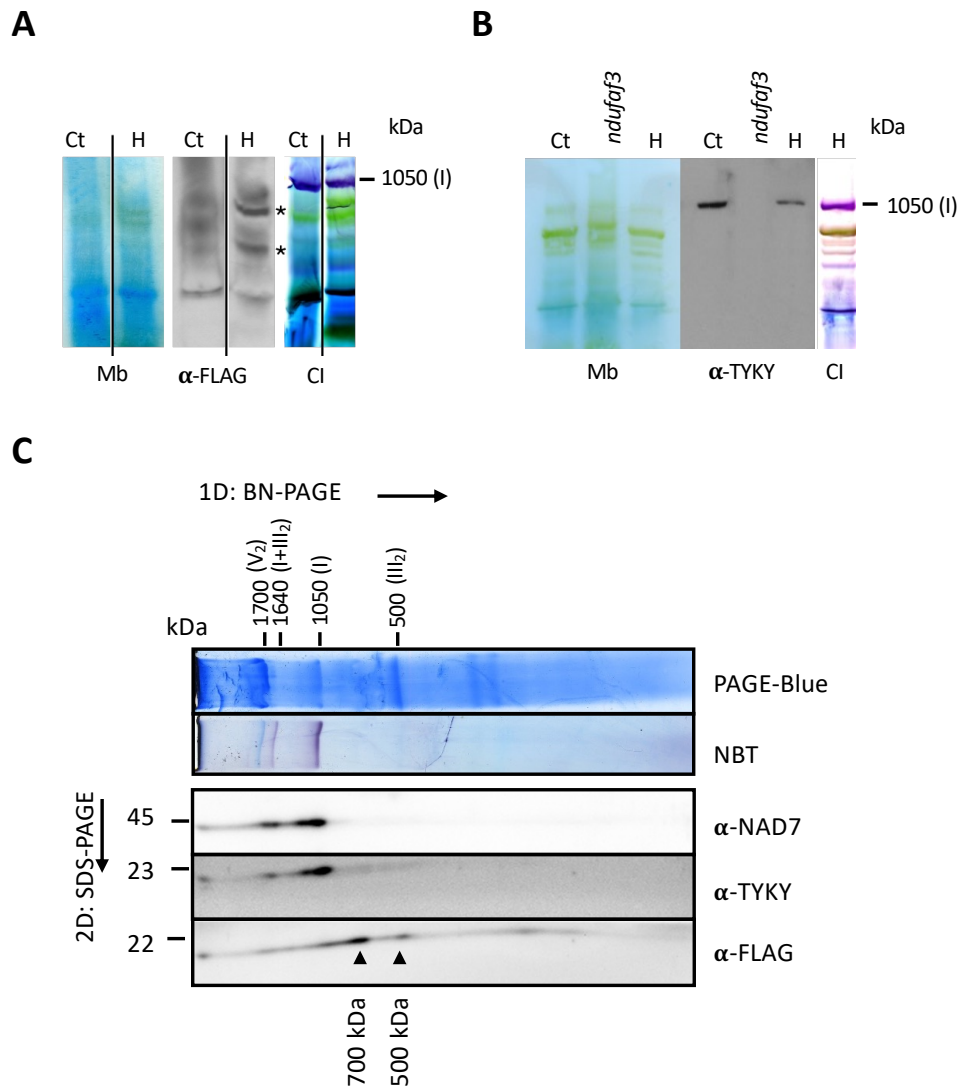 A
Ct H Ct H Ct H kDa
1050 (I)
*
*
Mb α-FLAG CI
B
Ct ndufaf3 H Ct ndufaf3 H H kDa
1050 (I)
Mb α-TYKY CI
C
1D: BN-PAGE
kDa
1700 (V₂)
1640 (I+III₂)
1050 (I)
500 (III₂)
PAGE-Blue
NBT
2D: SDS-PAGE
45 α-NAD7
23 α-TYKY
22 α-FLAG
700 kDa
500 kDa